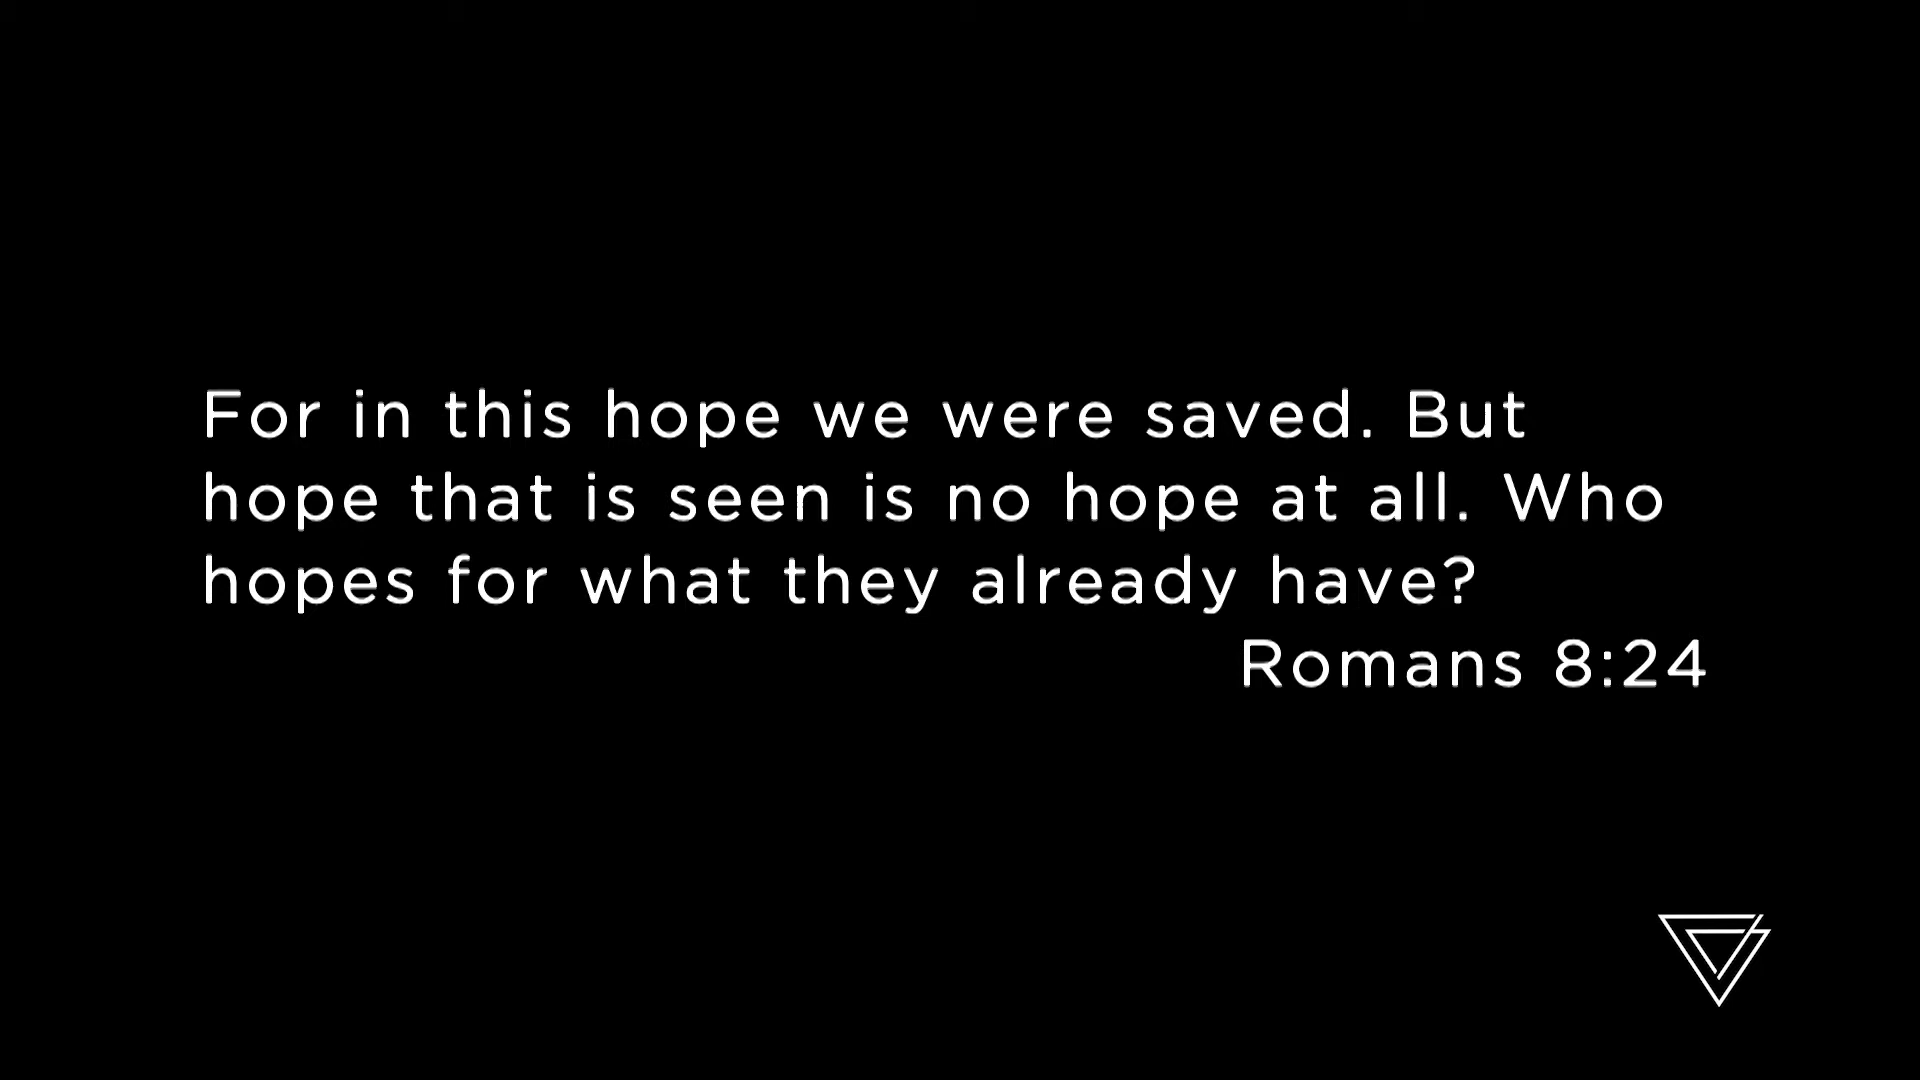 For in this hope we were saved. But
hope that is seen is no hope at all. Who
hopes for what they already have?
Romans 8:24